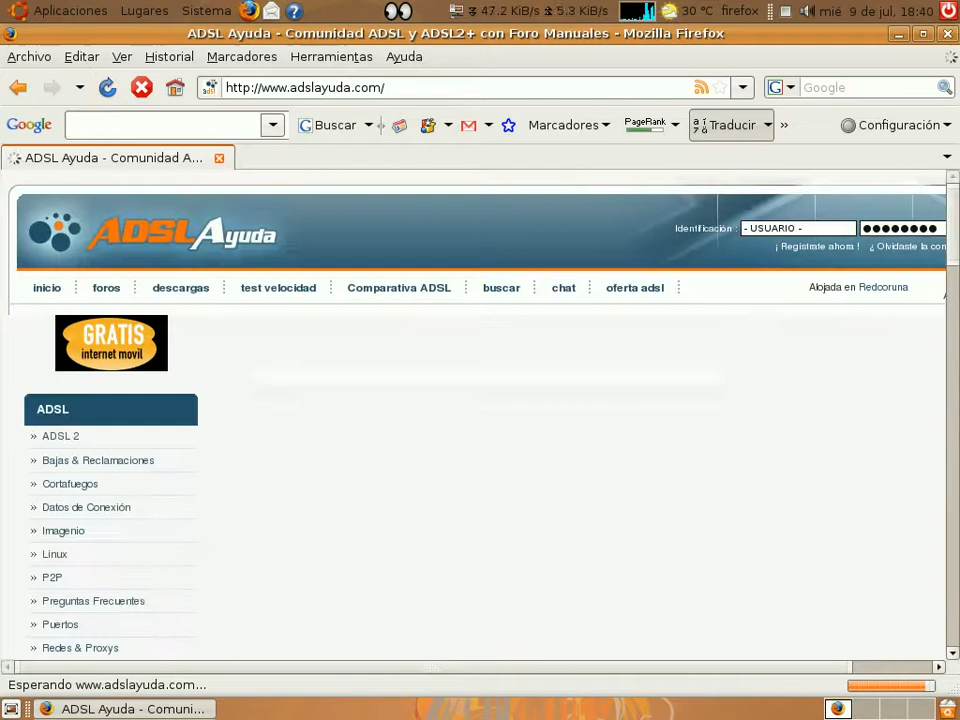 Aplicaciones Lugares Sistema 47.2 KiB/s 5.3 KiB/s 30 °C firefox mié 9 de jul, 18:40
ADSL Ayuda - Comunidad ADSL y ADSL2+ con Foro Manuales - Mozilla Firefox
Archivo Editar Ver Historial Marcadores Herramientas Ayuda
http://www.adslayuda.com/ G Google
Google G Buscar PageRank Marcadores Traducir » Configuración
ADSL Ayuda - Comunidad A...
ADSLAyuda
Identificación : - USUARIO - ●●●●●●●●
¡ Regístrate ahora ! ¿ Olvidaste la con
inicio foros descargas test velocidad Comparativa ADSL buscar chat oferta adsl Alojada en Redcoruna
GRATIS
internet movil
ADSL
» ADSL 2
» Bajas & Reclamaciones
» Cortafuegos
» Datos de Conexión
» Imagenio
» Linux
» P2P
» Preguntas Frecuentes
» Puertos
» Redes & Proxys
Esperando www.adslayuda.com...
ADSL Ayuda - Comuni...